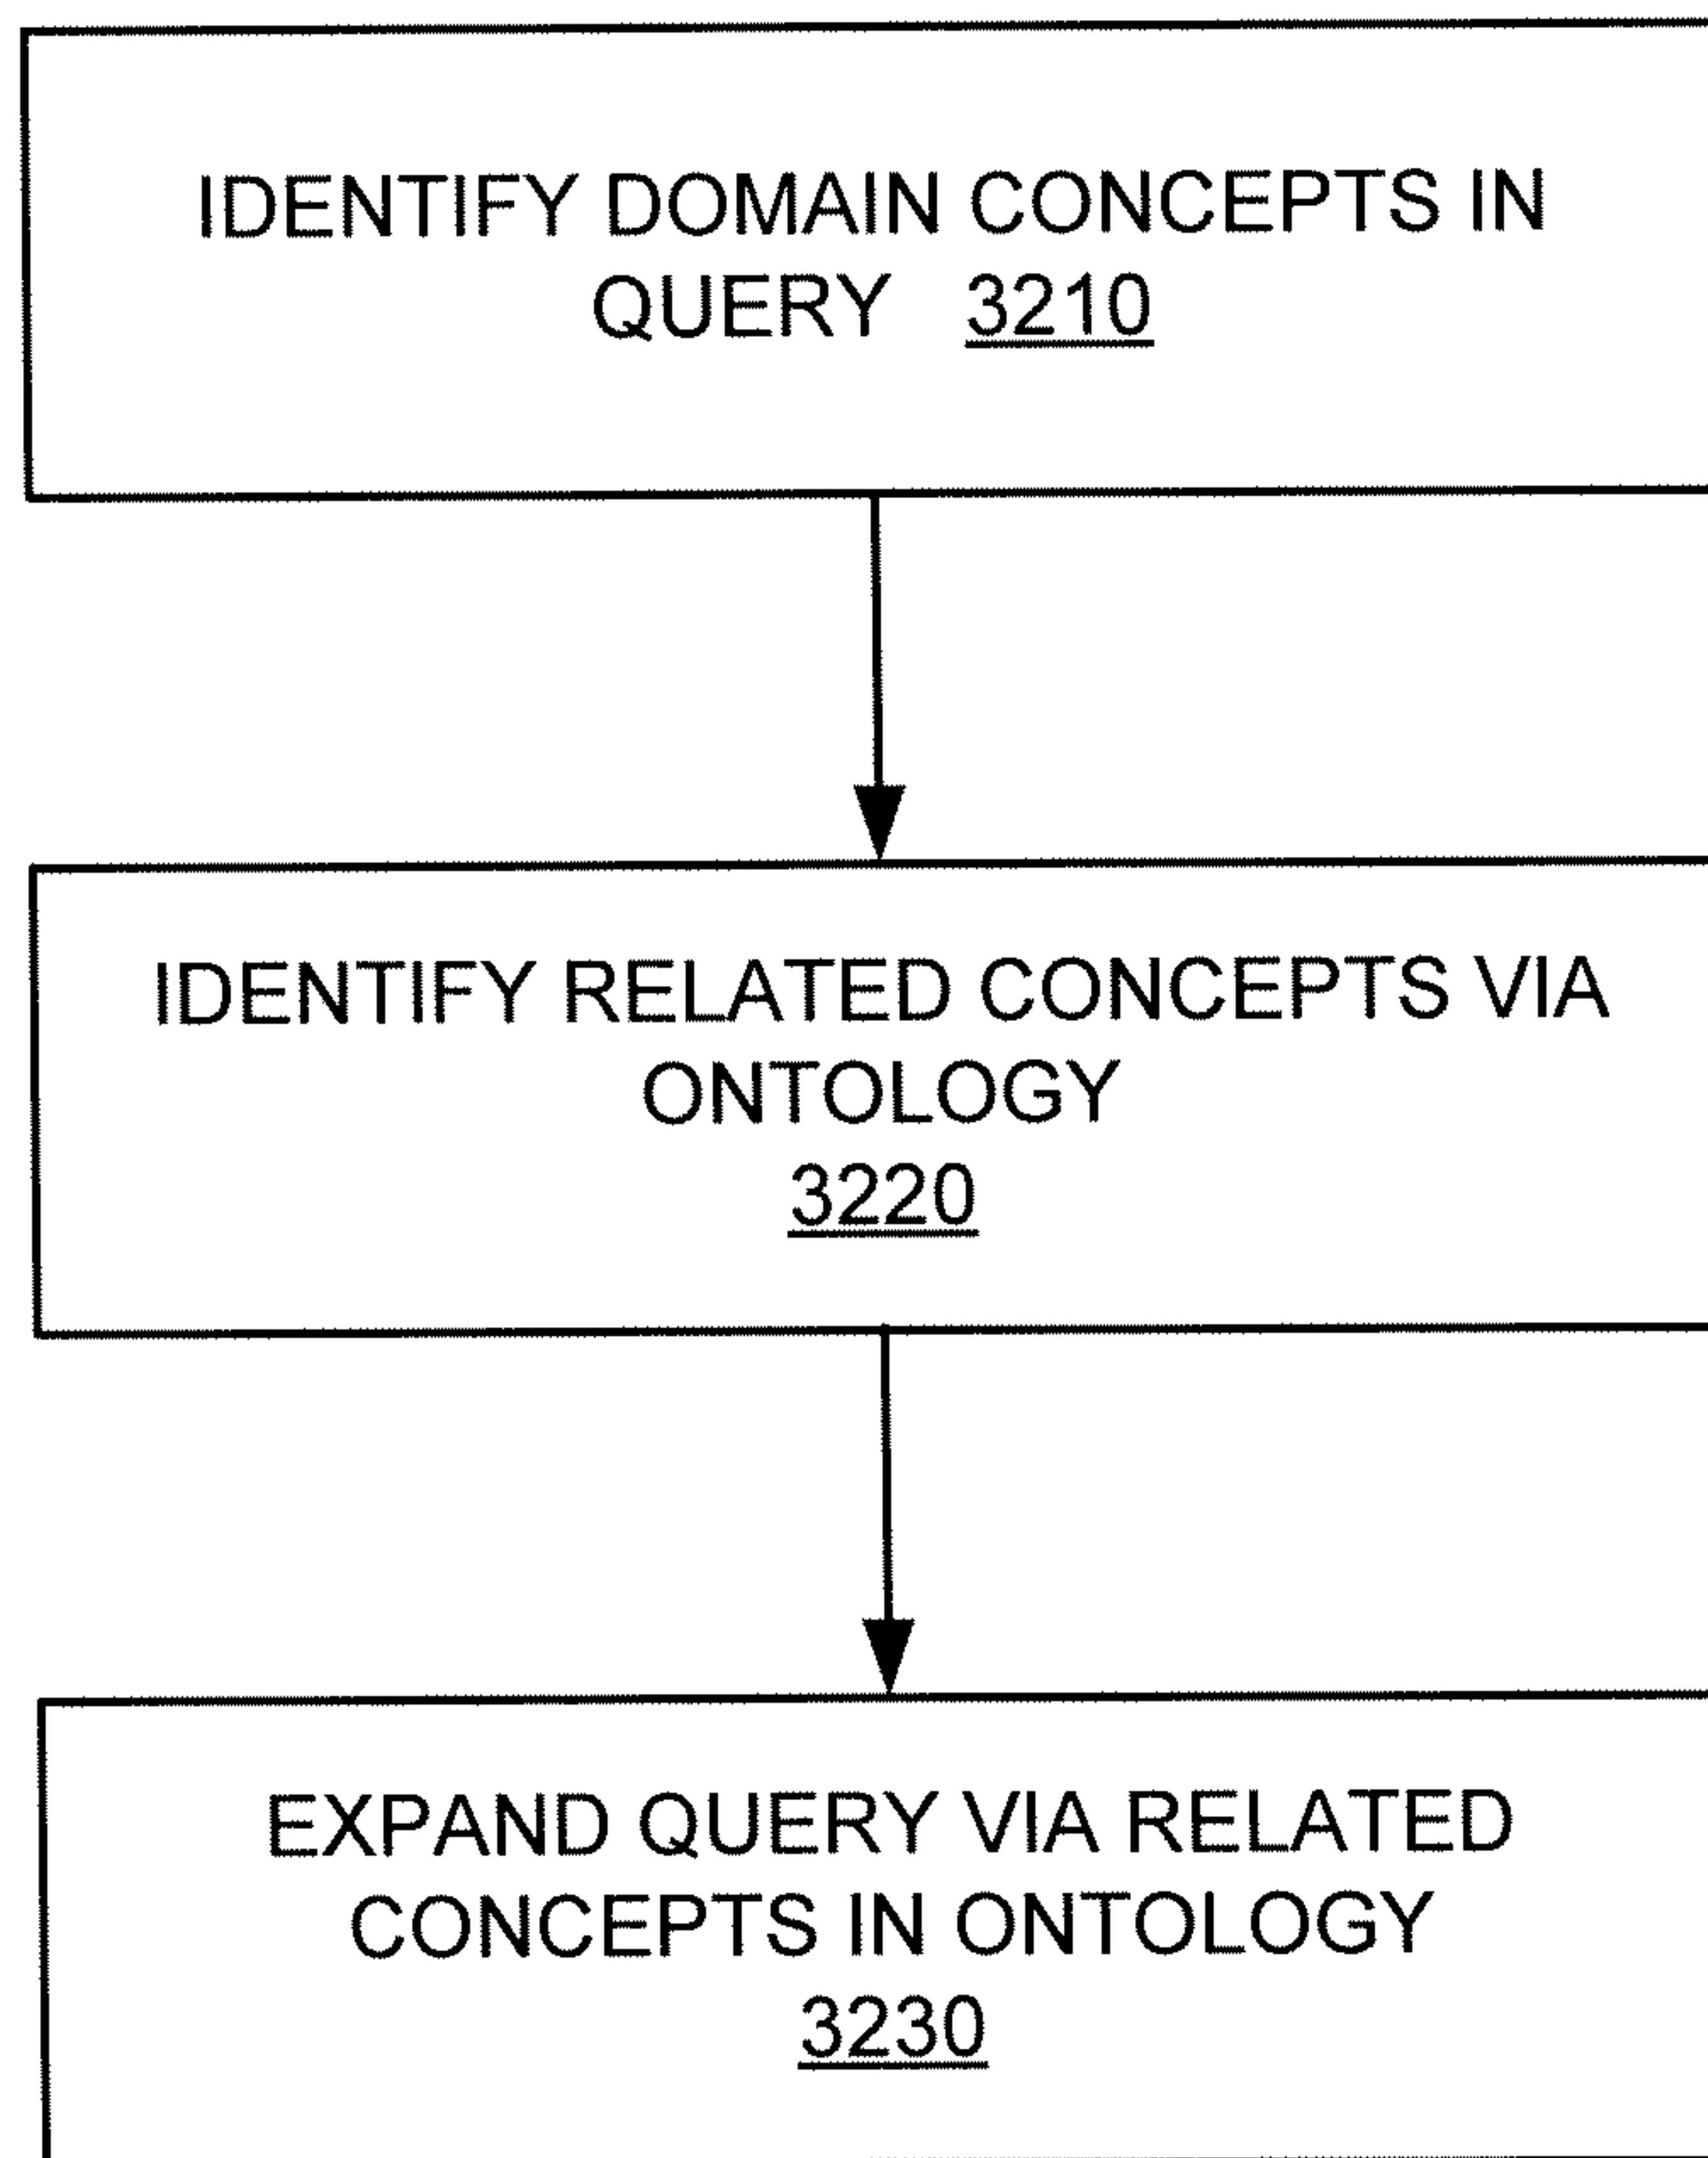 IDENTIFY DOMAIN CONCEPTS IN
QUERY 3210
IDENTIFY RELATED CONCEPTS VIA
ONTOLOGY
3220
EXPAND QUERY VIA RELATED
CONCEPTS IN ONTOLOGY
3230